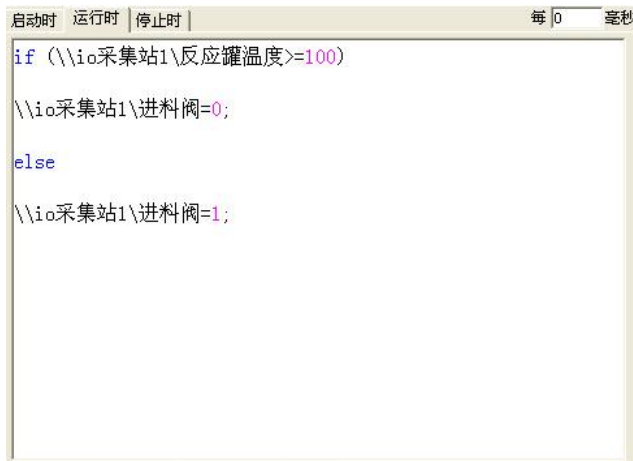 启动时 运行时 停止时 每 0 毫秒
if (\\io采集站1\反应罐温度>=100)
\\io采集站1\进料阀=0;
else
\\io采集站1\进料阀=1;